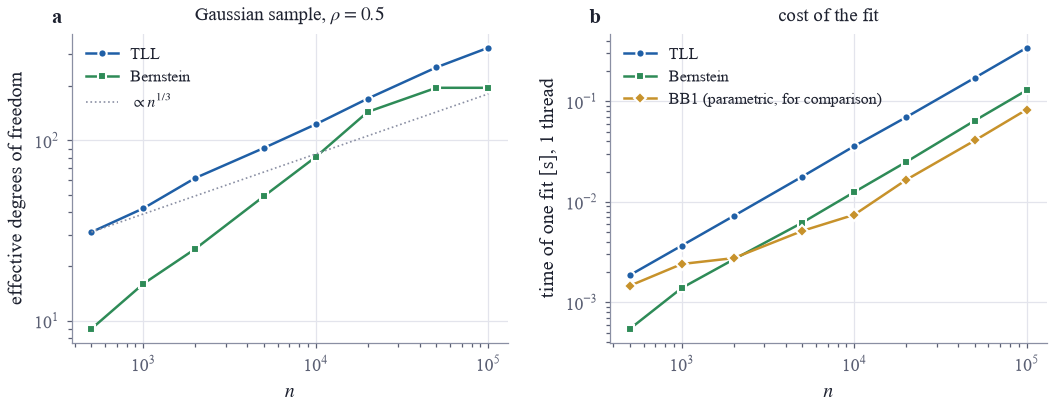 a
Gaussian sample, ρ = 0.5
TLL
Bernstein
∝ n^{1/3}
effective degrees of freedom
10^2
10^1
10^3
10^4
10^5
n
b
cost of the fit
TLL
Bernstein
BB1 (parametric, for comparison)
time of one fit [s], 1 thread
10^{−1}
10^{−2}
10^{−3}
10^3
10^4
10^5
n